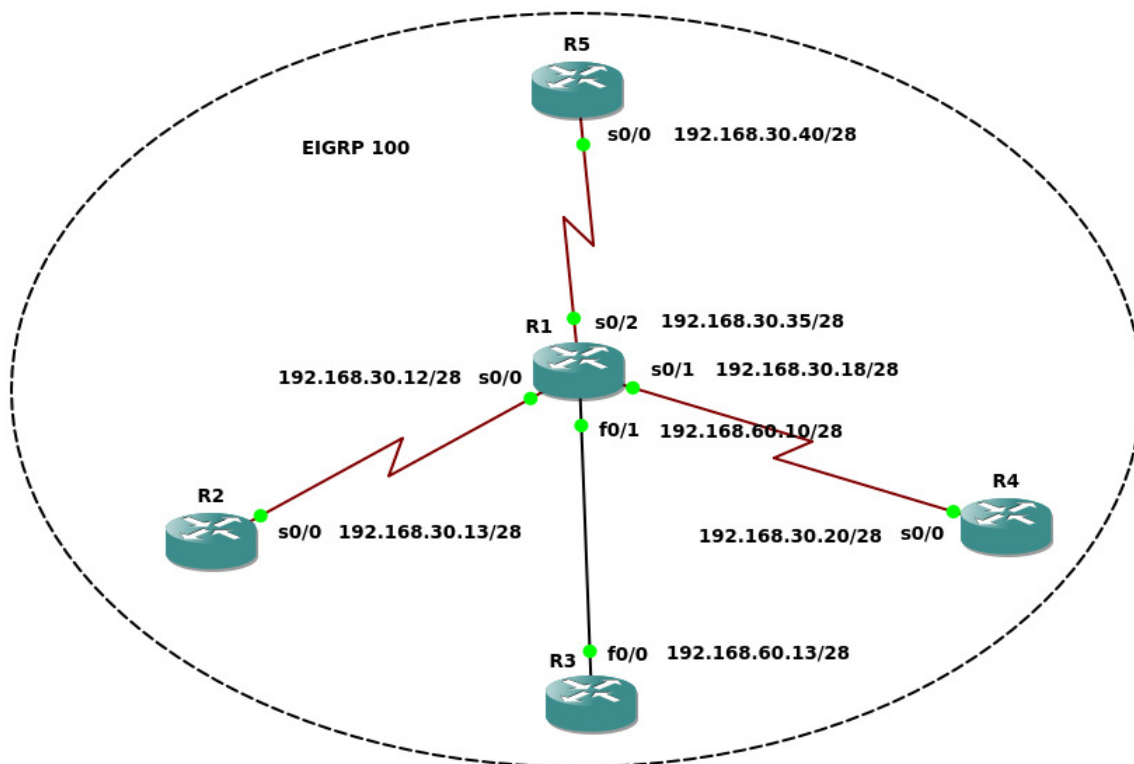 R5
s0/0 192.168.30.40/28
EIGRP 100
R1
s0/2 192.168.30.35/28
s0/1 192.168.30.18/28
192.168.30.12/28 s0/0
f0/1 192.168.60.10/28
R2
s0/0 192.168.30.13/28
R4
192.168.30.20/28 s0/0
R3
f0/0 192.168.60.13/28